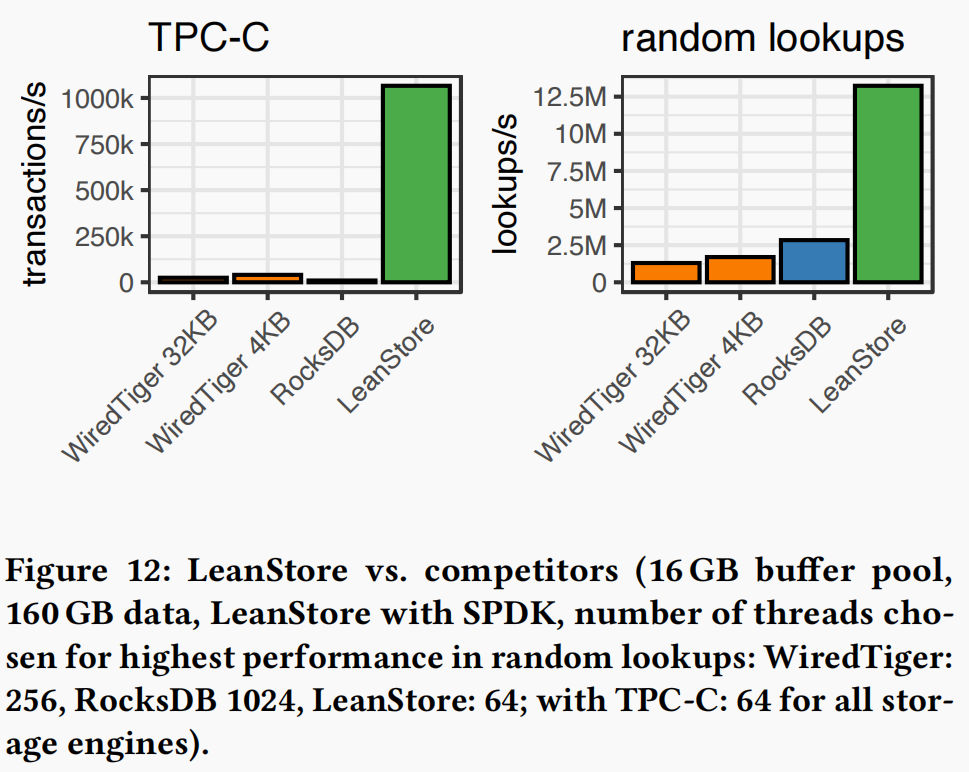 TPC-C
random lookups
transactions/s
1000k
750k
500k
250k
0
WiredTiger 32KB
WiredTiger 4KB
RocksDB
LeanStore
lookups/s
12.5M
10M
7.5M
5M
2.5M
0
WiredTiger 32KB
WiredTiger 4KB
RocksDB
LeanStore
Figure 12: LeanStore vs. competitors (16 GB buffer pool,
160 GB data, LeanStore with SPDK, number of threads cho-
sen for highest performance in random lookups: WiredTiger:
256, RocksDB 1024, LeanStore: 64; with TPC-C: 64 for all stor-
age engines).